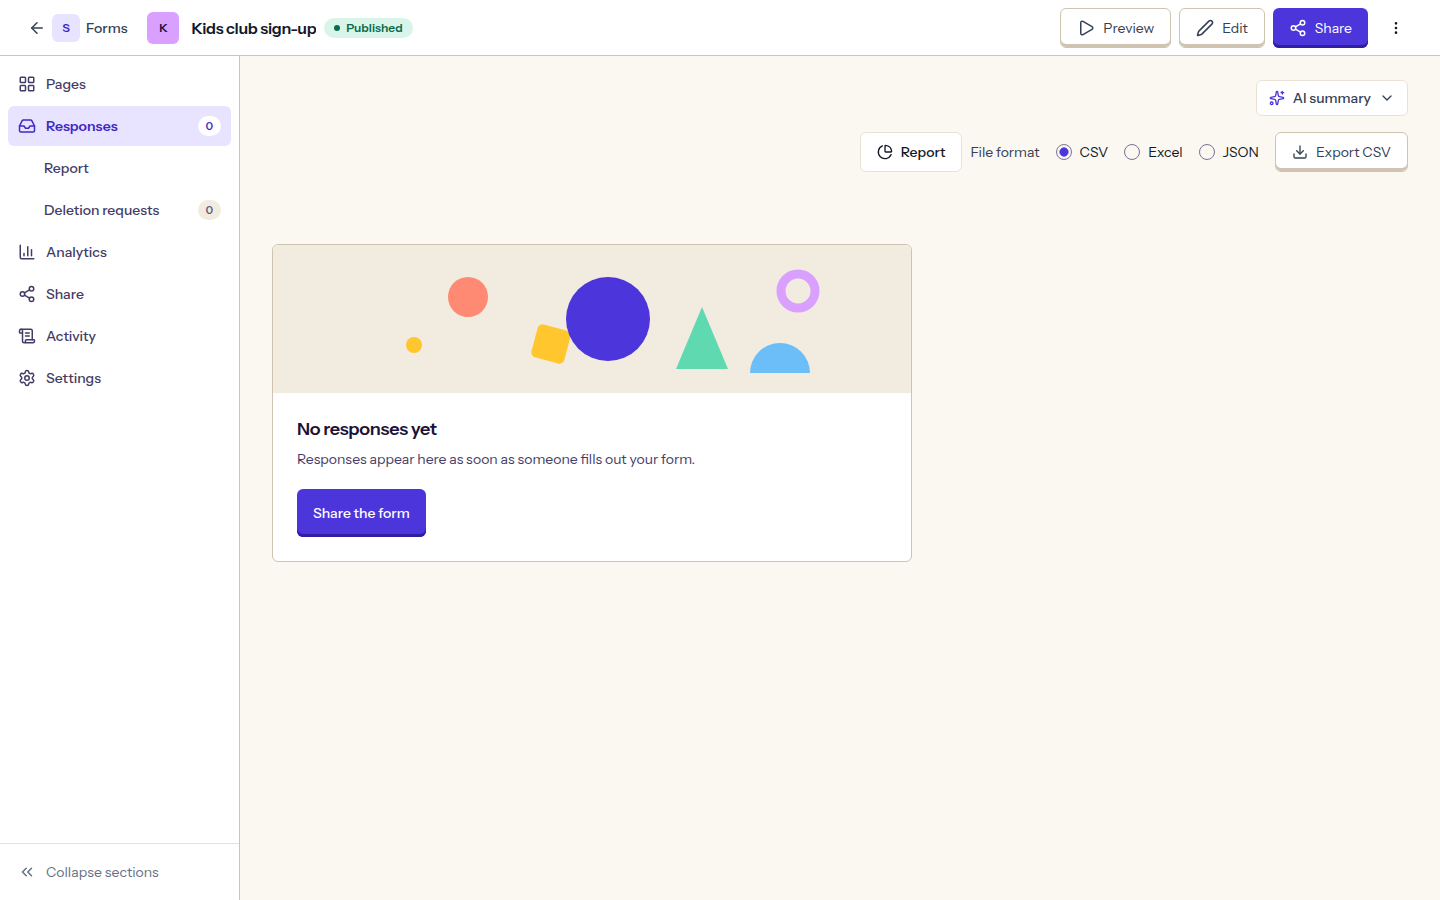 S Forms K Kids club sign-up Published Preview Edit Share
Pages
Responses 0
Report
Deletion requests 0
Analytics
Share
Activity
Settings
Collapse sections
AI summary
Report File format CSV Excel JSON Export CSV
No responses yet
Responses appear here as soon as someone fills out your form.
Share the form